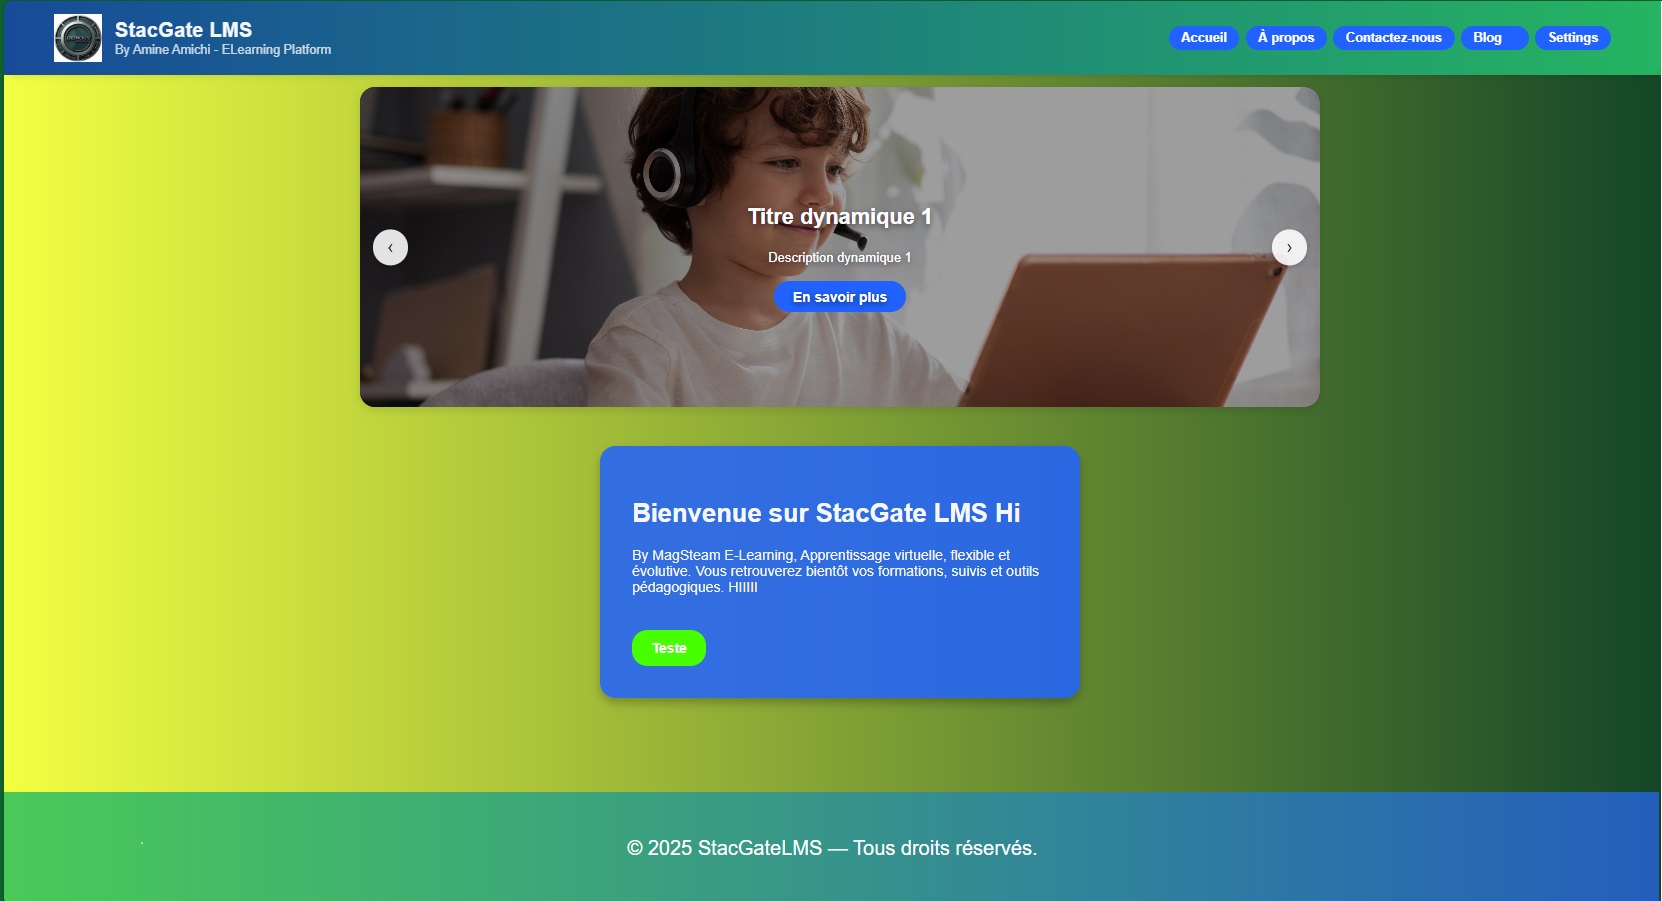 StacGate LMS
By Amine Amichi - ELearning Platform
Accueil
À propos
Contactez-nous
Blog
Settings
Titre dynamique 1
‹
›
Description dynamique 1
En savoir plus
Bienvenue sur StacGate LMS Hi
By MagSteam E-Learning, Apprentissage virtuelle, flexible et
évolutive. Vous retrouverez bientôt vos formations, suivis et outils
pédagogiques. HIIIII
Teste
© 2025 StacGateLMS — Tous droits réservés.